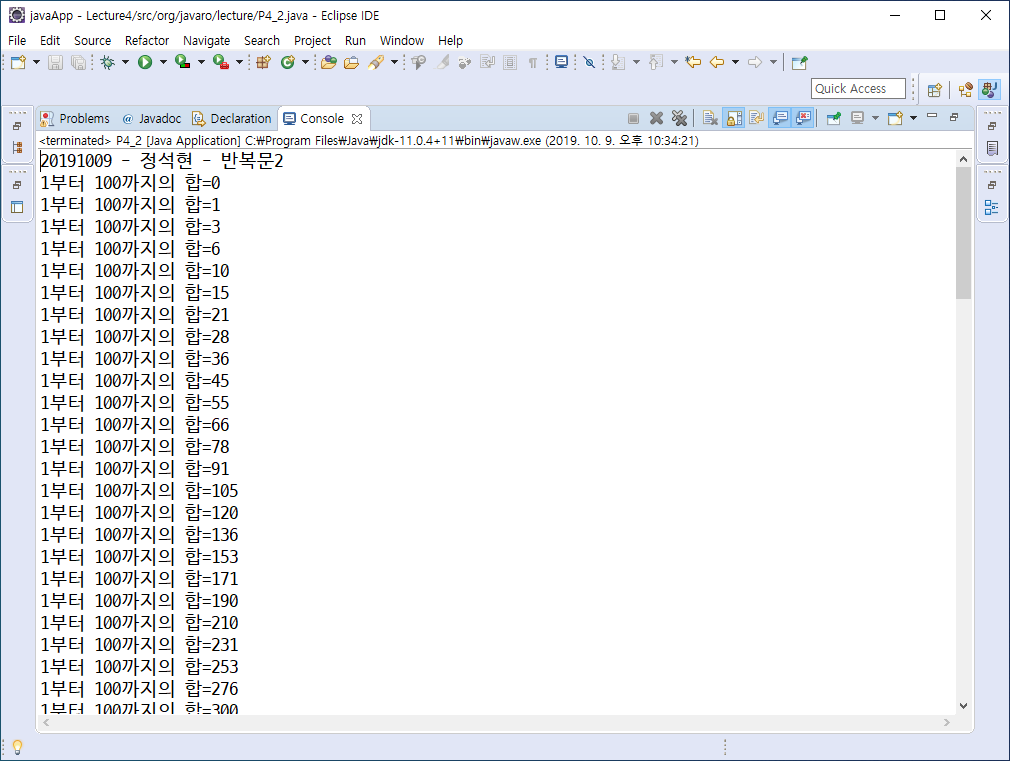 javaApp - Lecture4/src/org/javaro/lecture/P4_2.java - Eclipse IDE
File Edit Source Refactor Navigate Search Project Run Window Help
Quick Access
Problems @ Javadoc Declaration Console
<terminated> P4_2 [Java Application] C:₩Program Files₩Java₩jdk-11.0.4+11₩bin₩javaw.exe (2019. 10. 9. 오후 10:34:21)
20191009 - 정석현 - 반복문2
1부터 100까지의 합=0
1부터 100까지의 합=1
1부터 100까지의 합=3
1부터 100까지의 합=6
1부터 100까지의 합=10
1부터 100까지의 합=15
1부터 100까지의 합=21
1부터 100까지의 합=28
1부터 100까지의 합=36
1부터 100까지의 합=45
1부터 100까지의 합=55
1부터 100까지의 합=66
1부터 100까지의 합=78
1부터 100까지의 합=91
1부터 100까지의 합=105
1부터 100까지의 합=120
1부터 100까지의 합=136
1부터 100까지의 합=153
1부터 100까지의 합=171
1부터 100까지의 합=190
1부터 100까지의 합=210
1부터 100까지의 합=231
1부터 100까지의 합=253
1부터 100까지의 합=276
1부터 100까지의 합=300